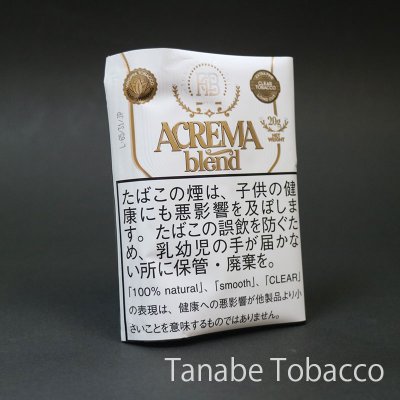 CLEAR
TOBACCO
20g
NET
WEIGHT
ACREMA
blend
たばこの煙は、子供の健
康にも悪影響を及ぼしま
す。たばこの誤飲を防ぐた
め、乳幼児の手が届かな
い所に保管・廃棄を。
「100% natural」、「smooth」、「CLEAR」
の表現は、健康への悪影響が他製品より小
さいことを意味するものではありません。
Tanabe Tobacco